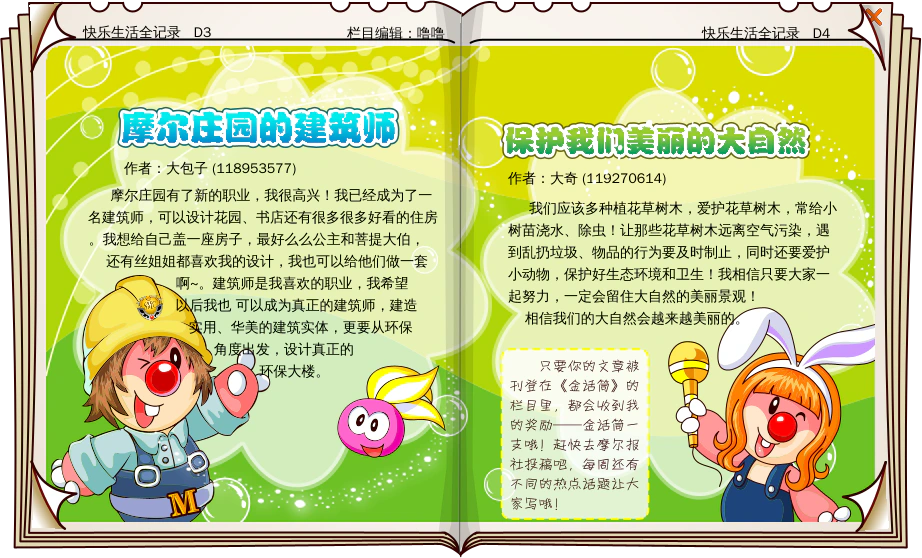 快乐生活全记录 D3
栏目编辑：噜噜
摩尔庄园的建筑师
作者：大包子 (118953577)
摩尔庄园有了新的职业，我很高兴！我已经成为了一
名建筑师，可以设计花园、书店还有很多很多好看的住房
。我想给自己盖一座房子，最好么么公主和菩提大伯，
还有丝姐姐都喜欢我的设计，我也可以给他们做一套
啊~。建筑师是我喜欢的职业，我希望
以后我也 可以成为真正的建筑师，建造
实用、华美的建筑实体，更要从环保
角度出发，设计真正的
环保大楼。
M
快乐生活全记录 D4
保护我们美丽的大自然
作者：大奇 (119270614)
我们应该多种植花草树木，爱护花草树木，常给小
树苗浇水、除虫！让那些花草树木远离空气污染，遇
到乱扔垃圾、物品的行为要及时制止，同时还要爱护
小动物，保护好生态环境和卫生！我相信只要大家一
起努力，一定会留住大自然的美丽景观！
相信我们的大自然会越来越美丽的。
只要你的文章被
刊登在《金话筒》的
栏目里，都会收到我
的奖励——金话筒一
支哦！赶快去摩尔报
社投稿吧，每周还有
不同的热点话题让大
家写哦！